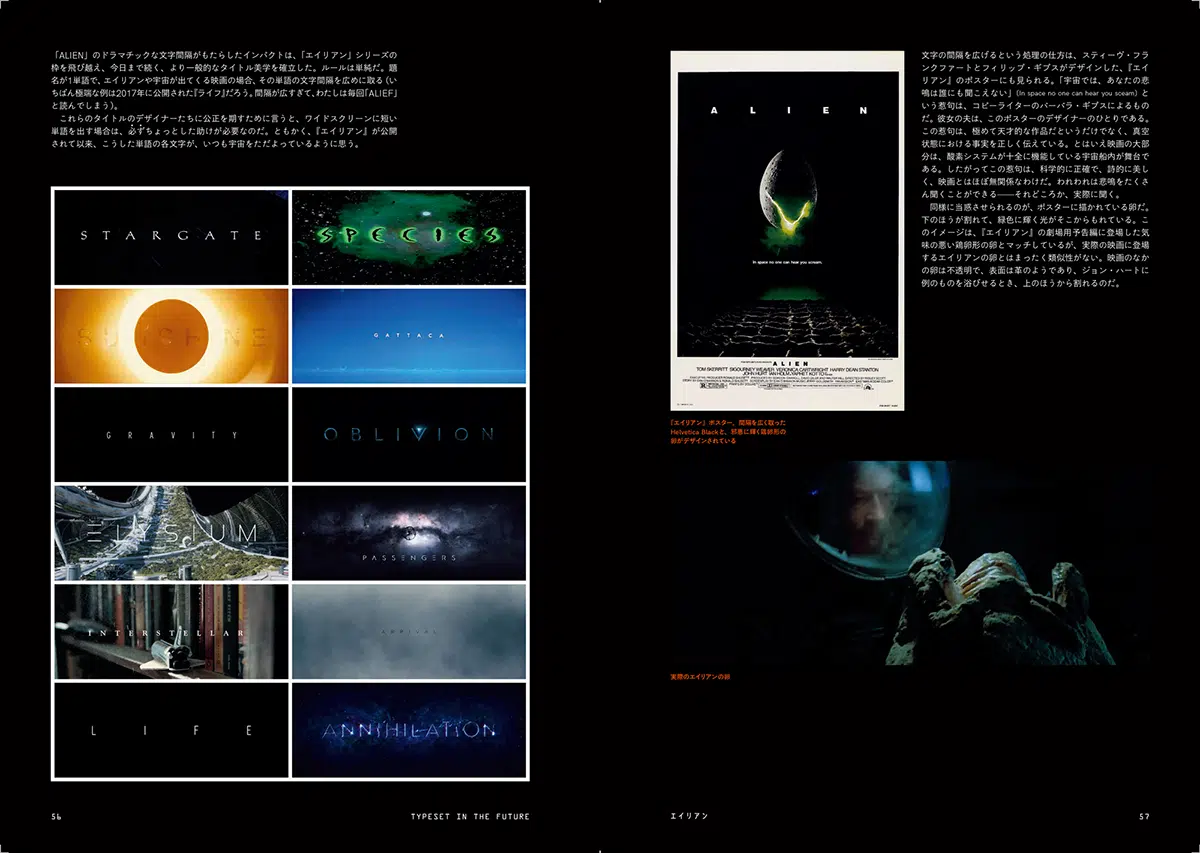 「ALIEN」のドラマチックな文字間隔がもたらしたインパクトは、「エイリアン」シリーズの
枠を飛び越え、今日まで続く、より一般的なタイトル美学を確立した。ルールは単純だ。題
名が1単語で、エイリアンや宇宙が出てくる映画の場合、その単語の文字間隔を広めに取る（い
ちばん極端な例は2017年に公開された『ライフ』だろう。間隔が広すぎて、わたしは毎回「ALIEF」
と読んでしまう）。
これらのタイトルのデザイナーたちに公正を期すために言うと、ワイドスクリーンに短い
単語を出す場合は、必ずちょっとした助けが必要なのだ。ともかく、『エイリアン』が公開
されて以来、こうした単語の各文字が、いつも宇宙をただよっているように思う。
STARGATE
SPECIES
SUNSHINE
GATTACA
GRAVITY
OBLIVION
ELYSIUM
PASSENGERS
INTERSTELLAR
ARRIVAL
LIFE
ANNIHILATION
56
TYPESET IN THE FUTURE
ALIEN
In space no one can hear you scream.
ALIEN
TOM SKERRITT SIGOURNEY WEAVER VERONICA CARTWRIGHT HARRY DEAN STANTON
JOHN HURT IAN HOLM YAPHET KOTTO
「エイリアン」ポスター。間隔を広く取った
Helvetica Blackと、邪悪に輝く鶏卵形の
卵がデザインされている
文字の間隔を広げるという処理の仕方は、スティーヴ・フラ
ンクファートとフィリップ・ギプスがデザインした、『エイ
リアン』のポスターにも見られる。「宇宙では、あなたの悲
鳴は誰にも聞こえない」（In space no one can hear you sceam）と
いう惹句は、コピーライターのバーバラ・ギプスによるもの
だ。彼女の夫は、このポスターのデザイナーのひとりである。
この惹句は、極めて天才的な作品だというだけでなく、真空
状態における事実を正しく伝えている。とはいえ映画の大部
分は、酸素システムが十全に機能している宇宙船内が舞台で
ある。したがってこの惹句は、科学的に正確で、詩的に美し
く、映画とはほぼ無関係なわけだ。われわれは悲鳴をたくさ
ん聞くことができる――それどころか、実際に聞く。
同様に当惑させられるのが、ポスターに描かれている卵だ。
下のほうが割れて、緑色に輝く光がそこからもれている。こ
のイメージは、『エイリアン』の劇場用予告編に登場した気
味の悪い鶏卵形の卵とマッチしているが、実際の映画に登場
するエイリアンの卵とはまったく類似性がない。映画のなか
の卵は不透明で、表面は革のようであり、ジョン・ハートに
例のものを浴びせるとき、上のほうから割れるのだ。
実際のエイリアンの卵
エイリアン
57